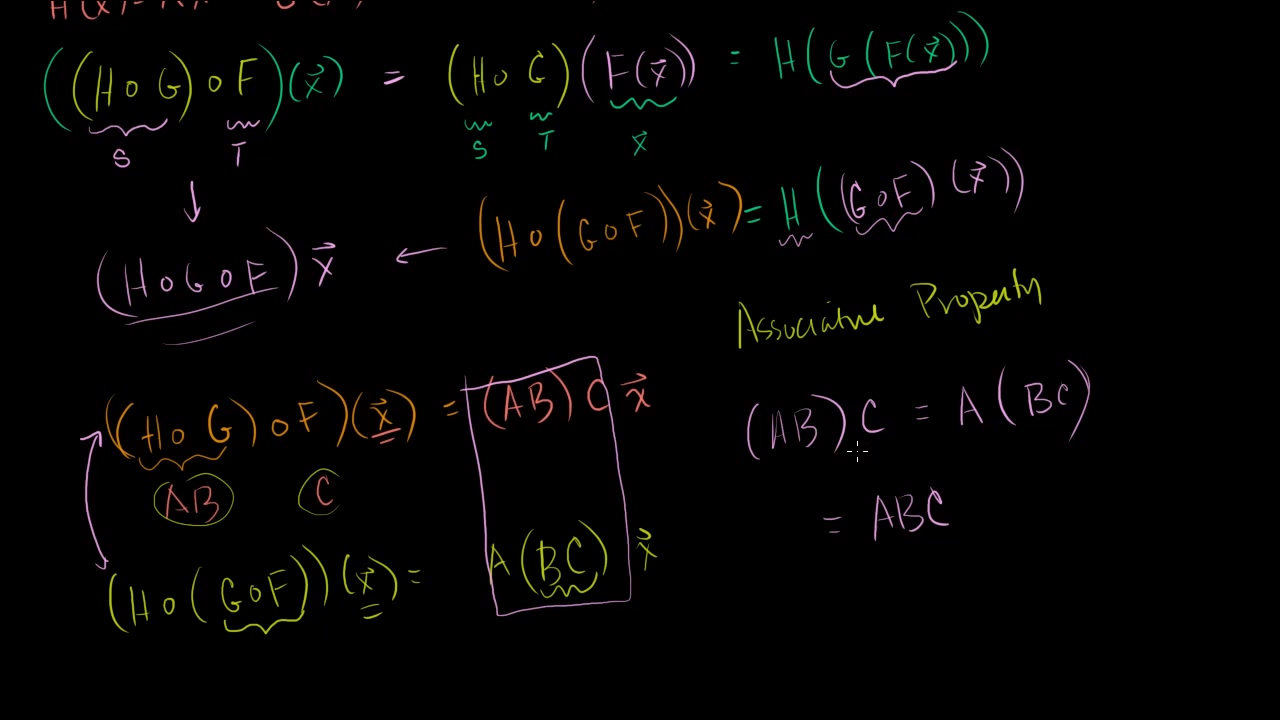 ((H ∘ G) ∘ F)(x⃗) = (H ∘ G)(F(x⃗)) = H(G(F(x⃗)))
S T S T x⃗
(H ∘ (G ∘ F))(x⃗) = H((G ∘ F)(x⃗))
(H ∘ G ∘ F) x⃗
Associative Property
((H ∘ G) ∘ F)(x⃗) = (AB) C x⃗
(AB) C = A(BC)
AB C
= ABC
(H ∘ (G ∘ F))(x⃗) = A(BC) x⃗